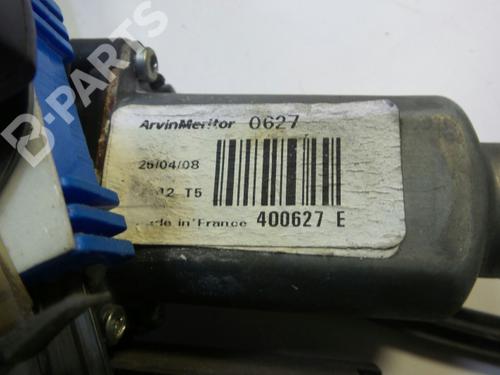 B-PARTS
ArvinMeritor 0627
25/04/08
T5
in France 400627 E